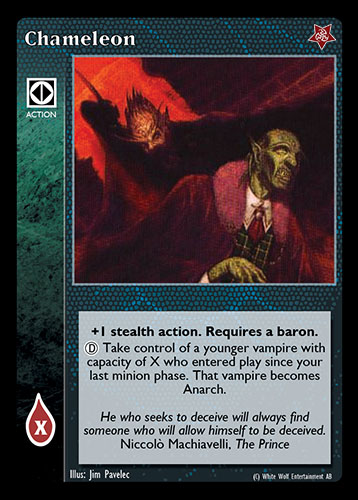 Chameleon
ACTION
+1 stealth action. Requires a baron.
Ⓓ Take control of a younger vampire with
capacity of X who entered play since your
last minion phase. That vampire becomes
Anarch.
He who seeks to deceive will always find
someone who will allow himself to be deceived.
Niccolò Machiavelli, The Prince
X
Illus: Jim Pavelec
(C) White Wolf Entertainment AB